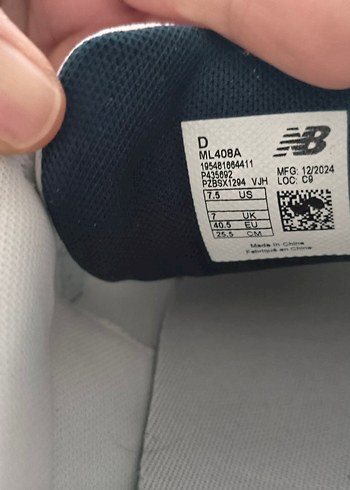 D
NB
ML408A
195481664411
P435692
PZBSX1294 VJH
MFG: 12/2024
LOC: C9
7.5 US
7 UK
40.5 EU
25.5 CM
Made in China
Fabriqué en Chine